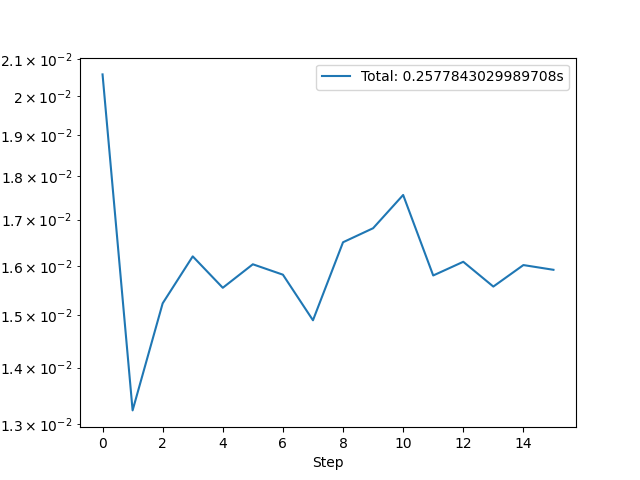 Total: 0.2577843029989708s
2.1 × 10⁻²
2 × 10⁻²
1.9 × 10⁻²
1.8 × 10⁻²
1.7 × 10⁻²
1.6 × 10⁻²
1.5 × 10⁻²
1.4 × 10⁻²
1.3 × 10⁻²
0 2 4 6 8 10 12 14
Step